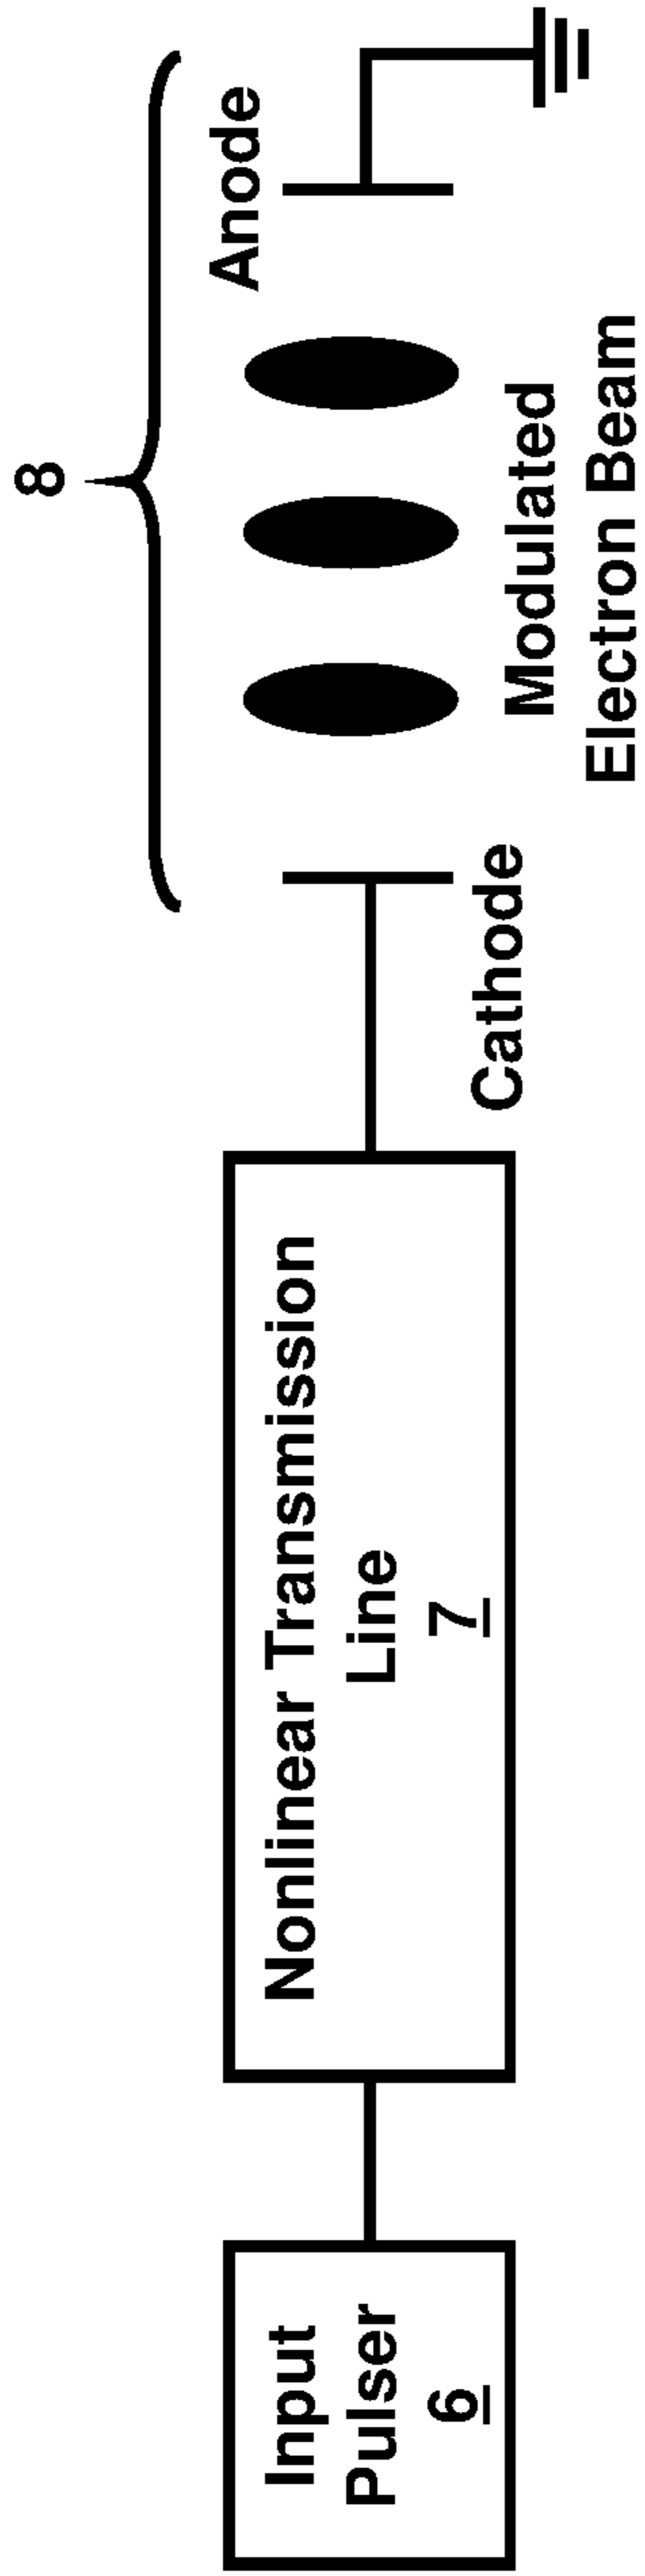 Input
Pulser
6
Nonlinear Transmission
Line
7
Cathode
8
Modulated
Electron Beam
Anode